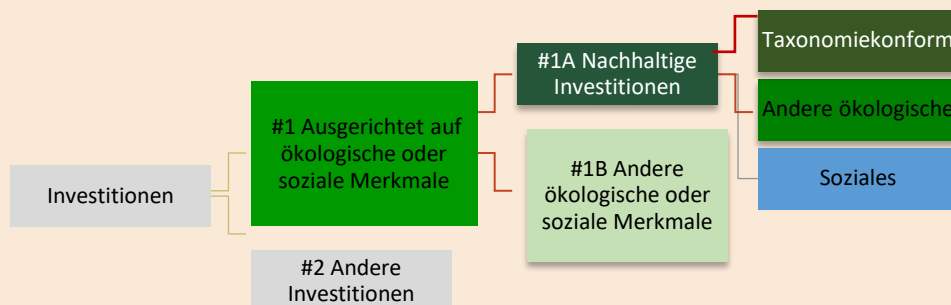 Investitionen
#1 Ausgerichtet auf
ökologische oder
soziale Merkmale
#2 Andere
Investitionen
#1A Nachhaltige
Investitionen
#1B Andere
ökologische oder
soziale Merkmale
Taxonomiekonform
Andere ökologische
Soziales